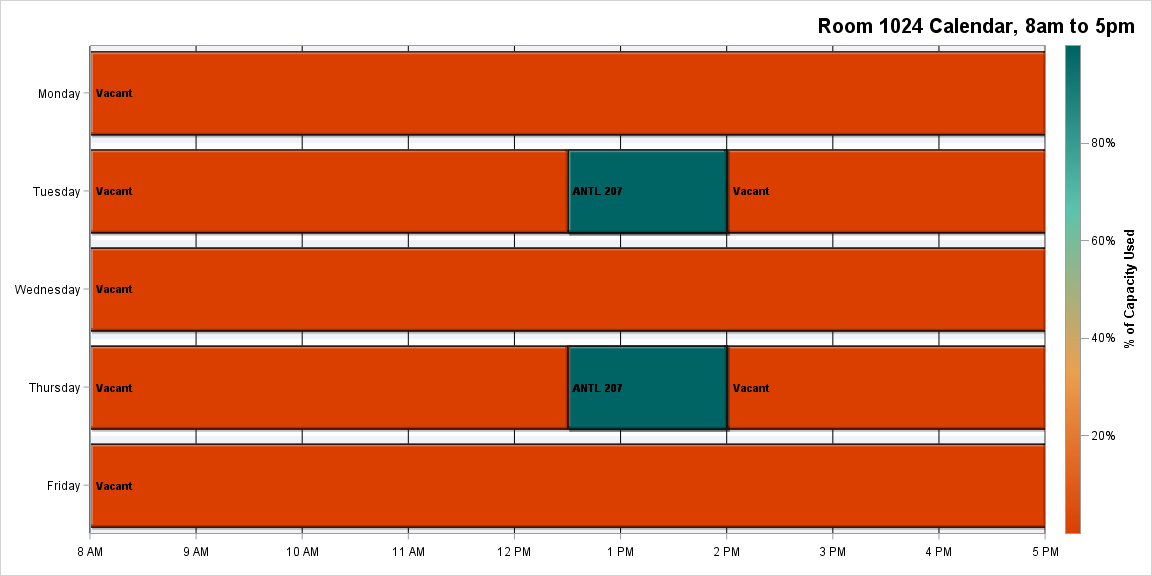 Room 1024 Calendar, 8am to 5pm
Monday
Vacant
Tuesday
Vacant
ANTL 207
Vacant
Wednesday
Vacant
Thursday
Vacant
ANTL 207
Vacant
Friday
Vacant
8 AM
9 AM
10 AM
11 AM
12 PM
1 PM
2 PM
3 PM
4 PM
5 PM
80%
60%
40%
20%
% of Capacity Used